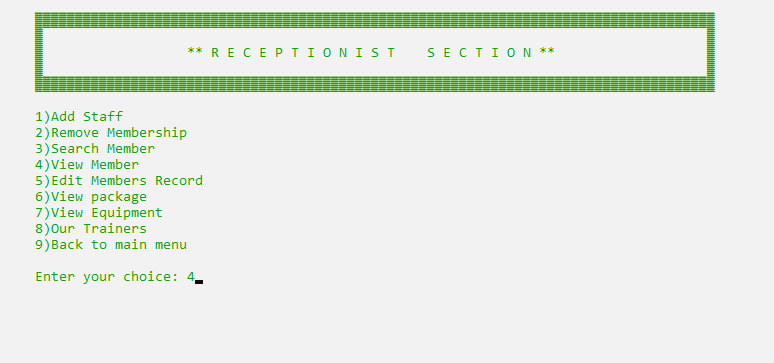 ** R E C E P T I O N I S T   S E C T I O N **
1)Add Staff
2)Remove Membership
3)Search Member
4)View Member
5)Edit Members Record
6)View package
7)View Equipment
8)Our Trainers
9)Back to main menu
Enter your choice: 4